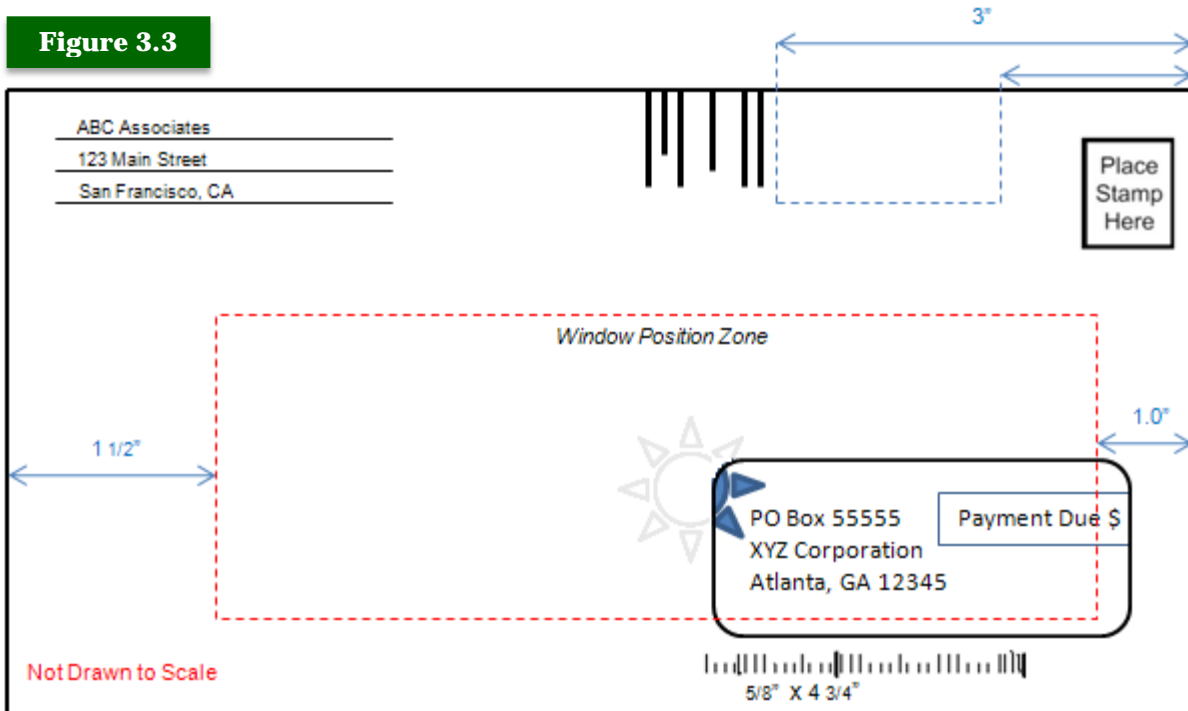 Figure 3.3
3"
ABC Associates
123 Main Street
San Francisco, CA
Place
Stamp
Here
Window Position Zone
1 1/2"
1.0"
PO Box 55555
Payment Due $
XYZ Corporation
Atlanta, GA 12345
Not Drawn to Scale
5/8" X 4 3/4"